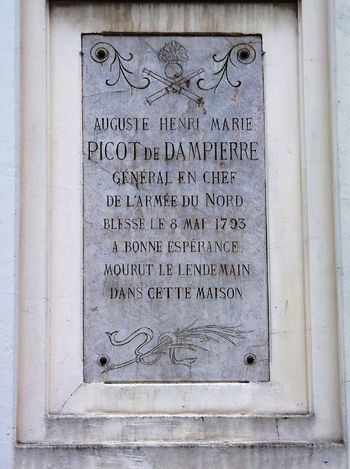 AUGUSTE HENRI MARIE
PICOT DE DAMPIERRE
GÉNÉRAL EN CHEF
DE L'ARMÉE DU NORD
BLESSÉ LE 8 MAI 1793
A BONNE ESPÉRANCE
MOURUT LE LENDEMAIN
DANS CETTE MAISON